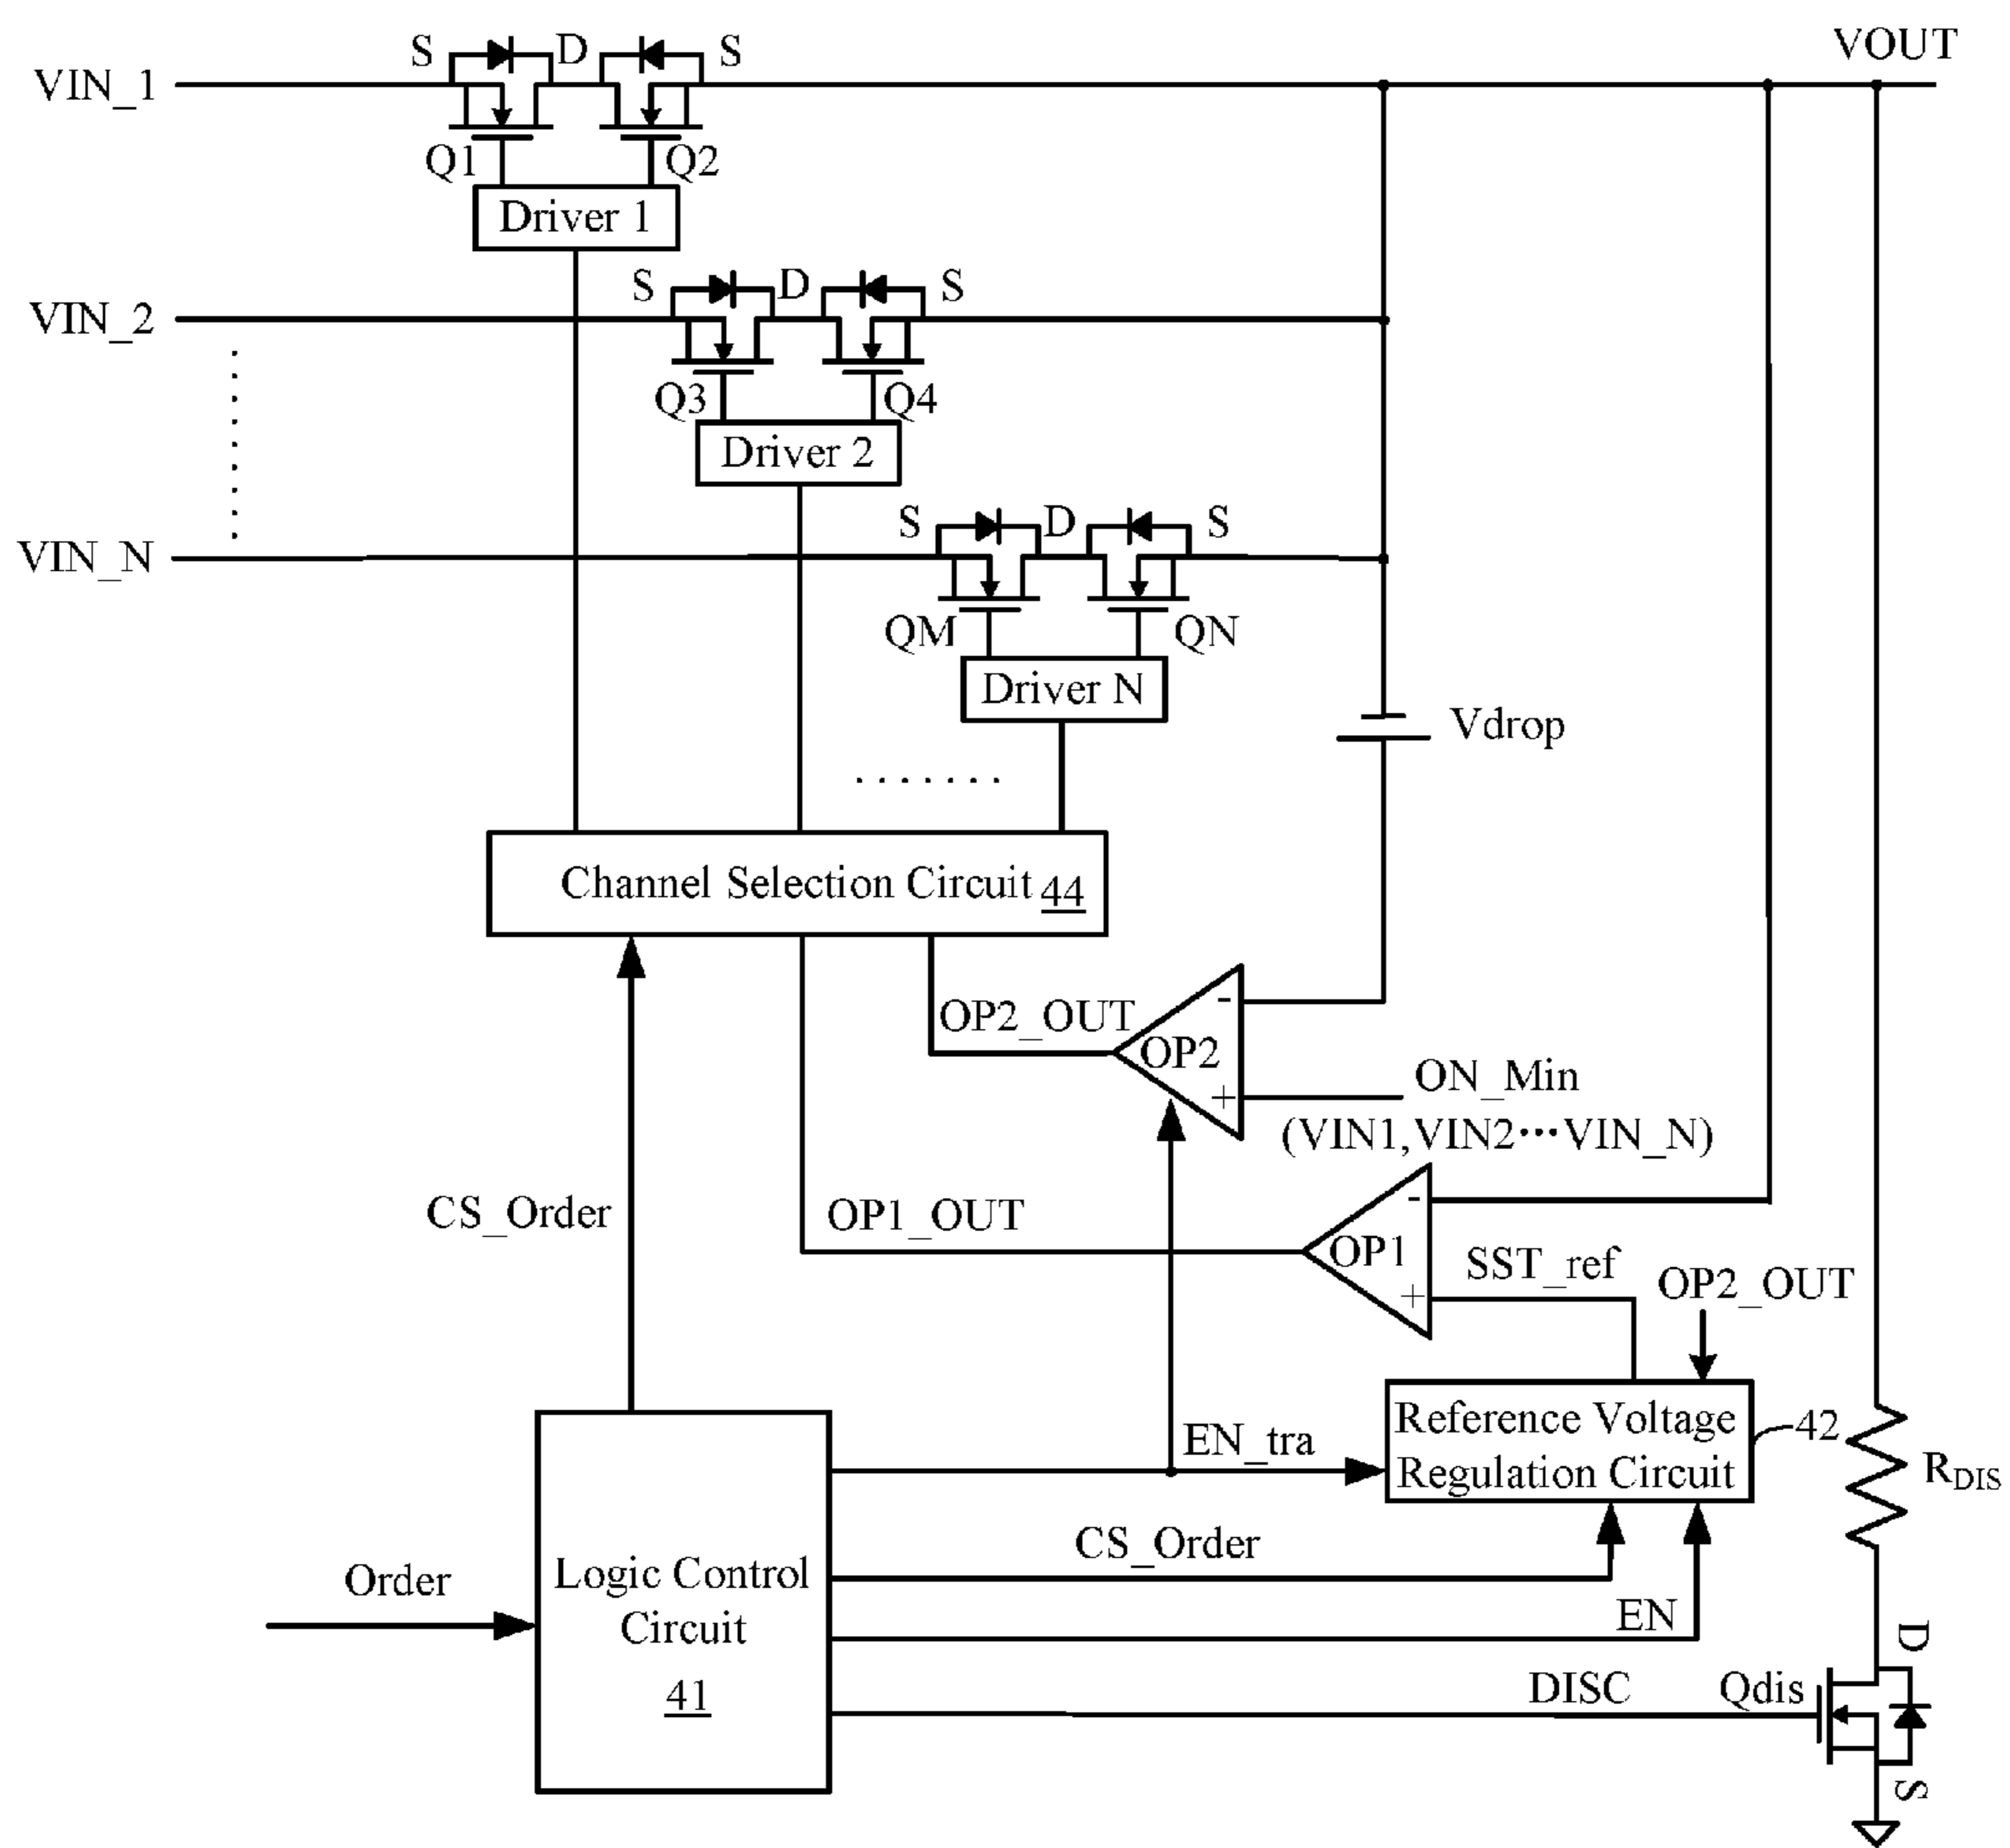 VOUT
S D S
VIN_1
Q1 Q2
Driver 1
S D S
VIN_2
Q3 Q4
Driver 2
S D S
VIN_N
QM QN
Driver N
Vdrop
Channel Selection Circuit 44
-
OP2_OUT
OP2
ON_Min
+
(VIN1,VIN2···VIN_N)
-
CS_Order
OP1_OUT
OP1
SST_ref
OP2_OUT
+
Reference Voltage
Regulation Circuit
42
EN_tra
RDIS
CS_Order
Order
Logic Control
Circuit
41
EN
D
DISC
Qdis
S